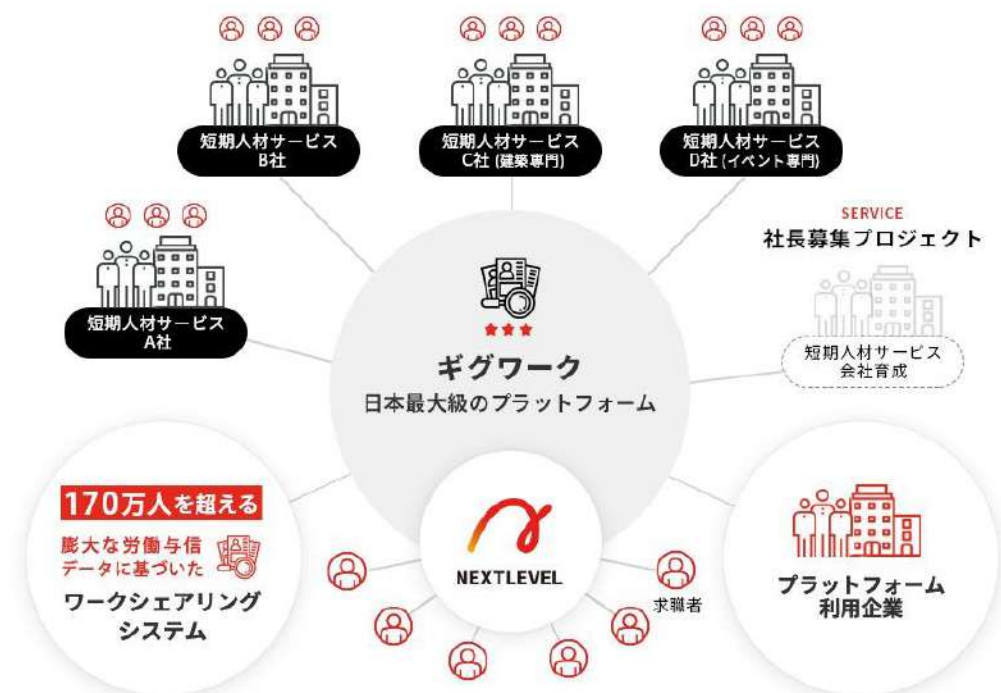 短期人材サービス
B社
短期人材サービス
C社 (建築専門)
短期人材サービス
D社 (イベント専門)
SERVICE
社長募集プロジェクト
短期人材サービス
A社
短期人材サービス
会社育成
ギグワーク
日本最大級のプラットフォーム
170万人を超える
膨大な労働与信
データに基づいた
ワークシェアリング
システム
NEXTLEVEL
求職者
プラットフォーム
利用企業